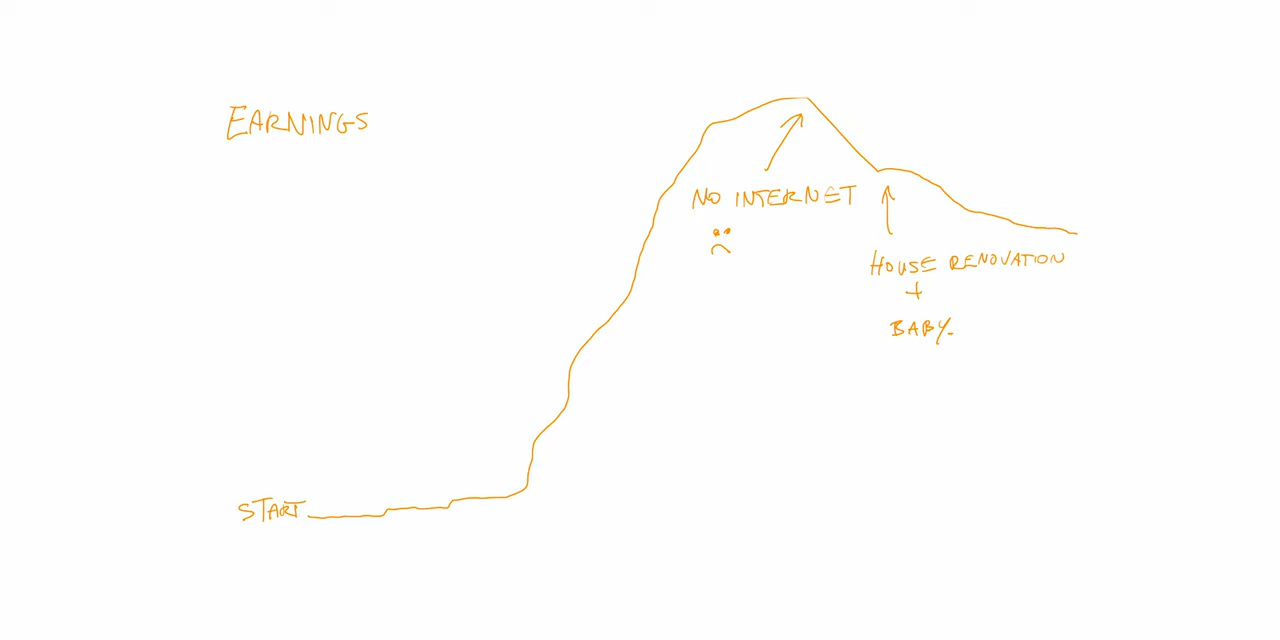 EARNINGS
NO INTERNET
HOUSE RENOVATION
+
BABY.
START